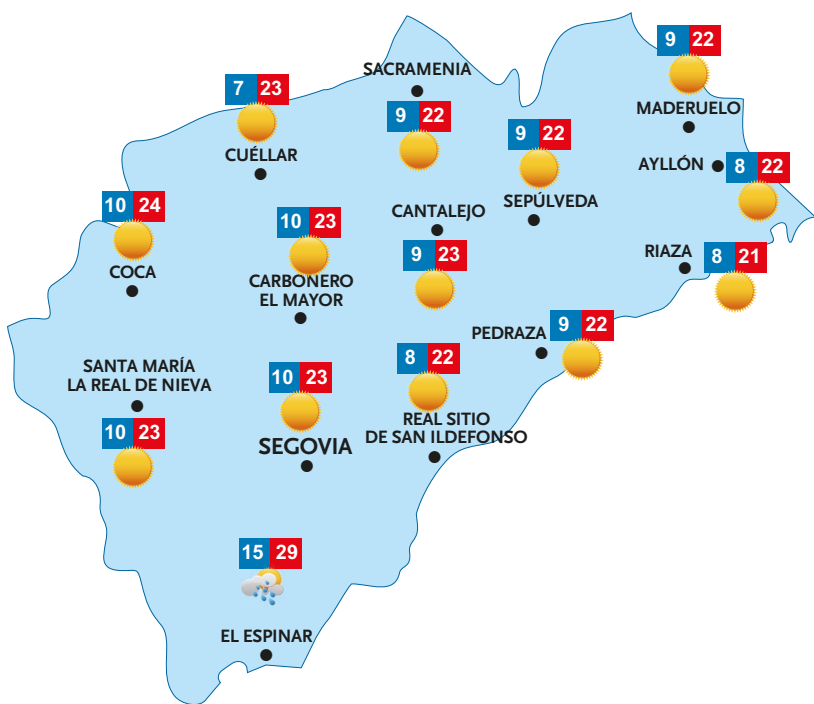 9 22
MADERUELO
SACRAMENIA
9 22
7 23
CUÉLLAR
9 22
SEPÚLVEDA
AYLLÓN
8 22
10 24
COCA
10 23
CARBONERO
EL MAYOR
CANTALEJO
9 23
RIAZA
8 21
PEDRAZA
9 22
SANTA MARÍA
LA REAL DE NIEVA
10 23
10 23
SEGOVIA
8 22
REAL SITIO
DE SAN ILDEFONSO
15 29
EL ESPINAR